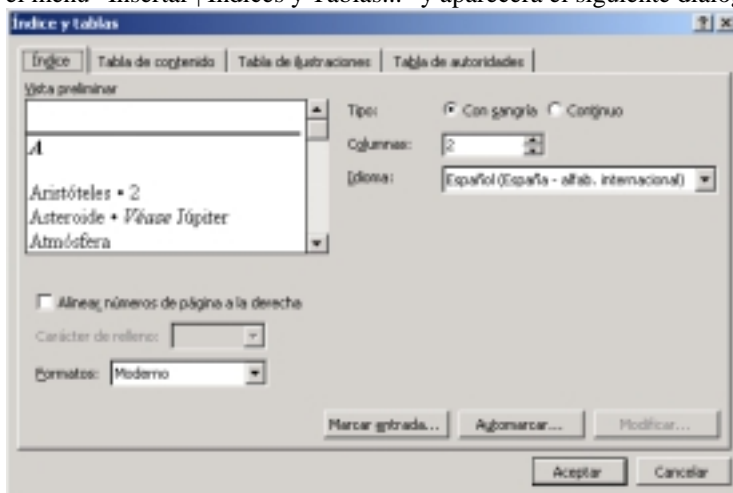 el menú "Insertar | Índices y Tablas..." y aparecerá el siguiente dialog
Índice y tablas
Índice Tabla de contenido Tabla de ilustraciones Tabla de autoridades
Vista preliminar
Tipo: Con sangría Continuo
A
Columnas: 2
Idioma: Español (España - alfab. internacional)
Aristóteles • 2
Asteroide • Véase Júpiter
Atmósfera
Alinear números de página a la derecha
Carácter de relleno:
Formatos: Moderno
Marcar entrada... Automarcar... Modificar...
Aceptar Cancelar